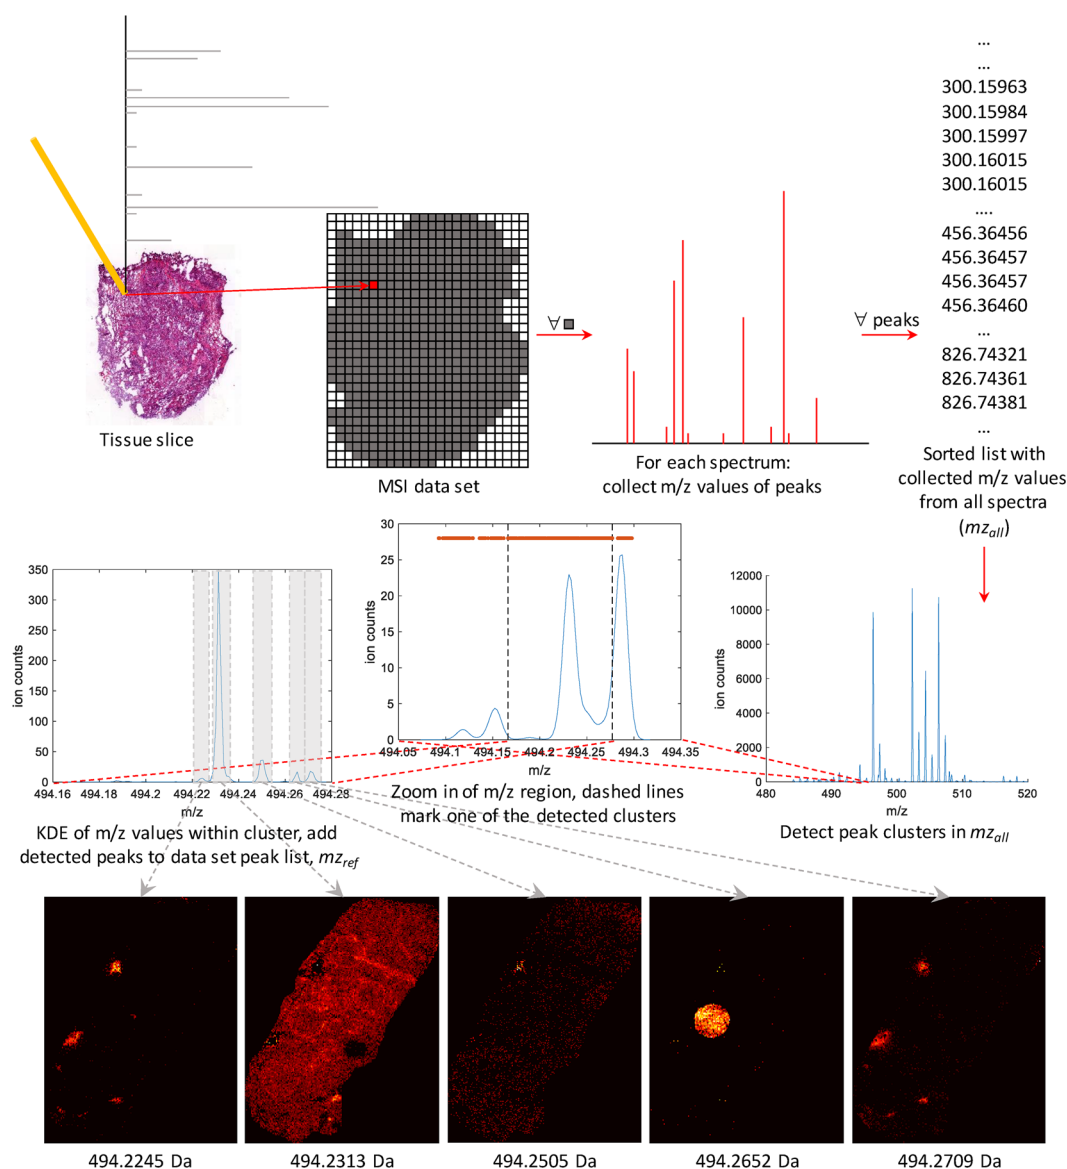 ...
...
300.15963
300.15984
300.15997
300.16015
300.16015
....
456.36456
456.36457
456.36457
456.36460
...
826.74321
826.74361
826.74381
...
∀
∀ peaks
Tissue slice
MSI data set
For each spectrum:
collect m/z values of peaks
Sorted list with
collected m/z values
from all spectra
(mzall)
350
300
250
200
150
100
50
0
ion counts
494.16 494.18 494.2 494.22 494.24 494.26 494.28
m/z
KDE of m/z values within cluster, add
detected peaks to data set peak list, mzref
30
25
20
15
10
5
0
ion counts
494.05 494.1 494.15 494.2 494.25 494.3 494.35
m/z
Zoom in of m/z region, dashed lines
mark one of the detected clusters
12000
10000
8000
6000
4000
2000
0
ion counts
480 490 500 510 520
m/z
Detect peak clusters in mzall
494.2245 Da 494.2313 Da 494.2505 Da 494.2652 Da 494.2709 Da